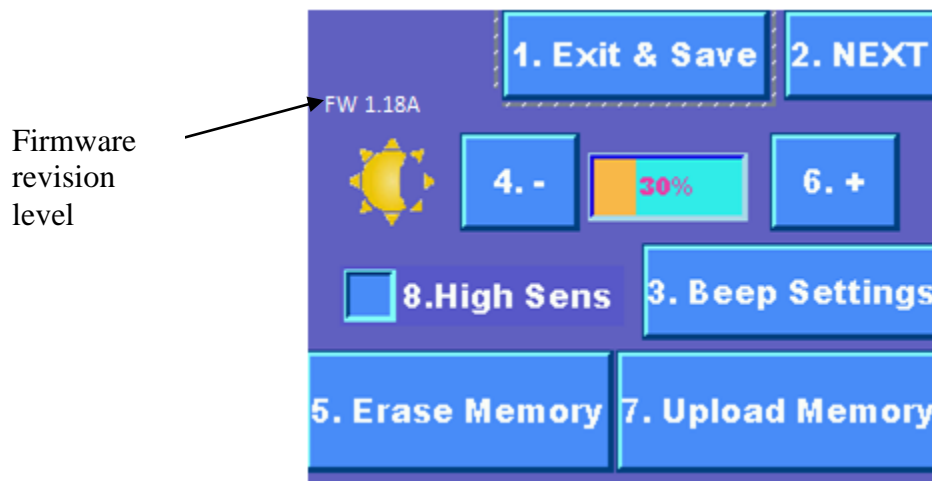 1. Exit & Save
2. NEXT
FW 1.18A
Firmware
revision
level
4. -
30%
6. +
8.High Sens
3. Beep Settings
5. Erase Memory
7. Upload Memory